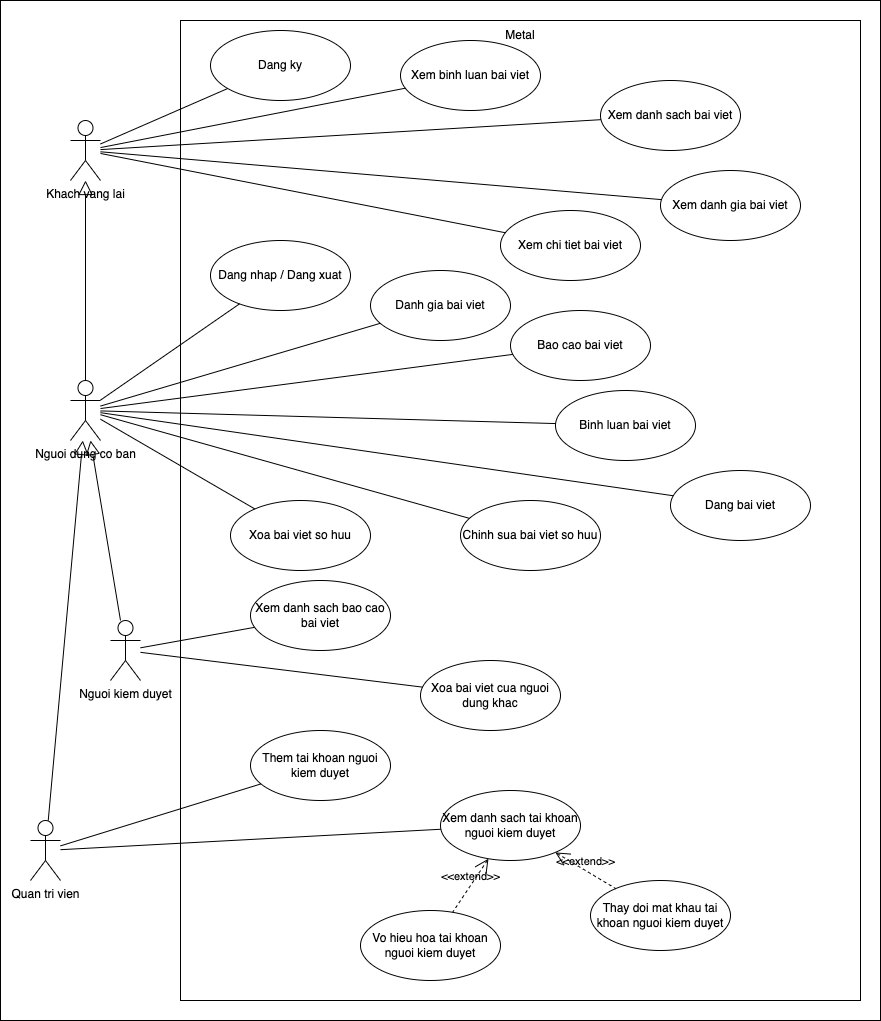 Metal
Dang ky
Xem binh luan bai viet
Xem danh sach bai viet
Khach vang lai
Xem danh gia bai viet
Xem chi tiet bai viet
Dang nhap / Dang xuat
Danh gia bai viet
Bao cao bai viet
Binh luan bai viet
Nguoi dung co ban
Dang bai viet
Xoa bai viet so huu
Chinh sua bai viet so huu
Xem danh sach bao cao
bai viet
Nguoi kiem duyet
Xoa bai viet cua nguoi
dung khac
Them tai khoan nguoi
kiem duyet
Xem danh sach tai khoan
nguoi kiem duyet
Quan tri vien
<<extend>>
<<extend>>
Thay doi mat khau tai
khoan nguoi kiem duyet
Vo hieu hoa tai khoan
nguoi kiem duyet